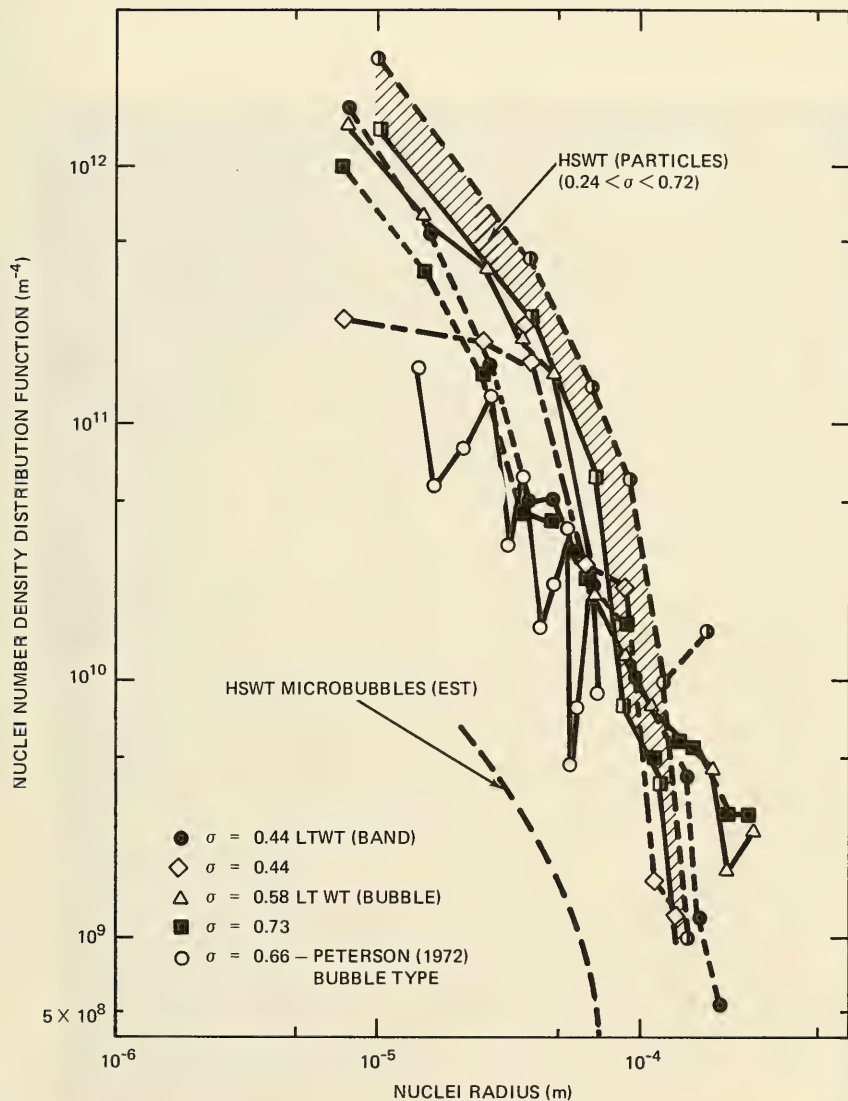 NUCLEI NUMBER DENSITY DISTRIBUTION FUNCTION (m⁻⁴)
10¹²
10¹¹
10¹⁰
10⁹
5 × 10⁸
HSWT (PARTICLES)
(0.24 < σ < 0.72)
HSWT MICROBUBBLES (EST)
σ = 0.44 LTWT (BAND)
σ = 0.44
σ = 0.58 LT WT (BUBBLE)
σ = 0.73
σ = 0.66 – PETERSON (1972)
BUBBLE TYPE
10⁻⁶
10⁻⁵
10⁻⁴
NUCLEI RADIUS (m)